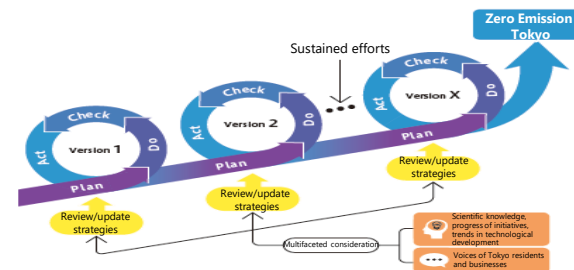 Zero Emission
Tokyo
Sustained efforts
Check
Act
Do
Version X
Plan
Check
Act
Do
Version 2
Plan
Check
Act
Do
Version 1
Plan
Review/update
strategies
Review/update
strategies
Review/update
strategies
Multifaceted consideration
Scientific knowledge,
progress of initiatives,
trends in technological
development
Voices of Tokyo residents
and businesses